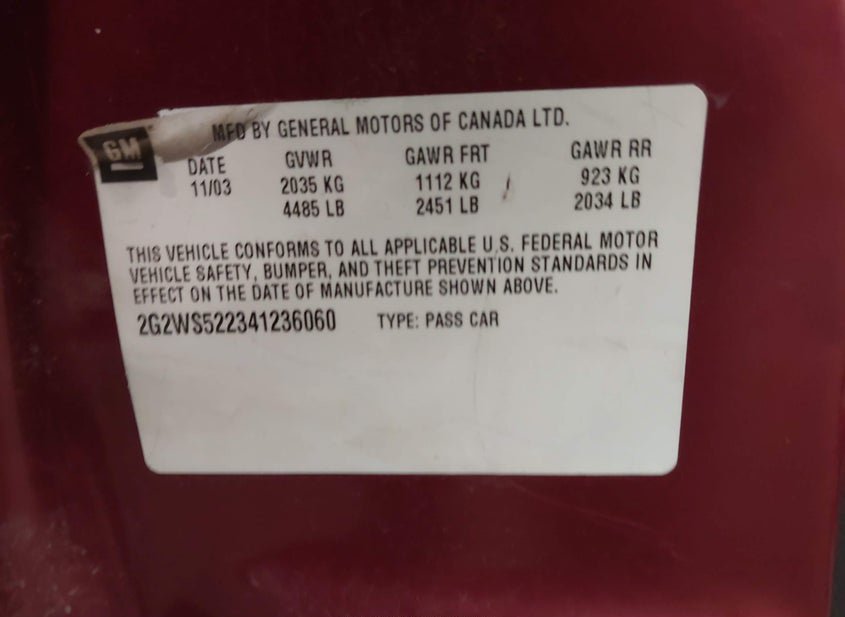 GM
MFD BY GENERAL MOTORS OF CANADA LTD.
DATE GVWR GAWR FRT GAWR RR
11/03 2035 KG 1112 KG 923 KG
4485 LB 2451 LB 2034 LB
THIS VEHICLE CONFORMS TO ALL APPLICABLE U.S. FEDERAL MOTOR
VEHICLE SAFETY, BUMPER, AND THEFT PREVENTION STANDARDS IN
EFFECT ON THE DATE OF MANUFACTURE SHOWN ABOVE.
2G2WS522341236060 TYPE: PASS CAR